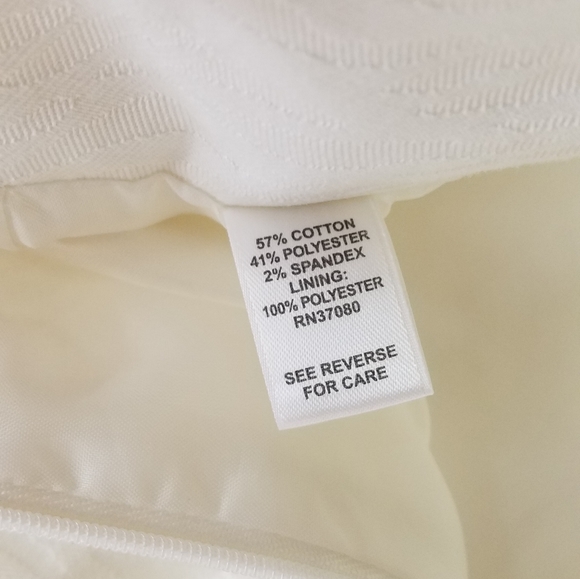 57% COTTON
41% POLYESTER
2% SPANDEX
LINING:
100% POLYESTER
RN37080
SEE REVERSE
FOR CARE